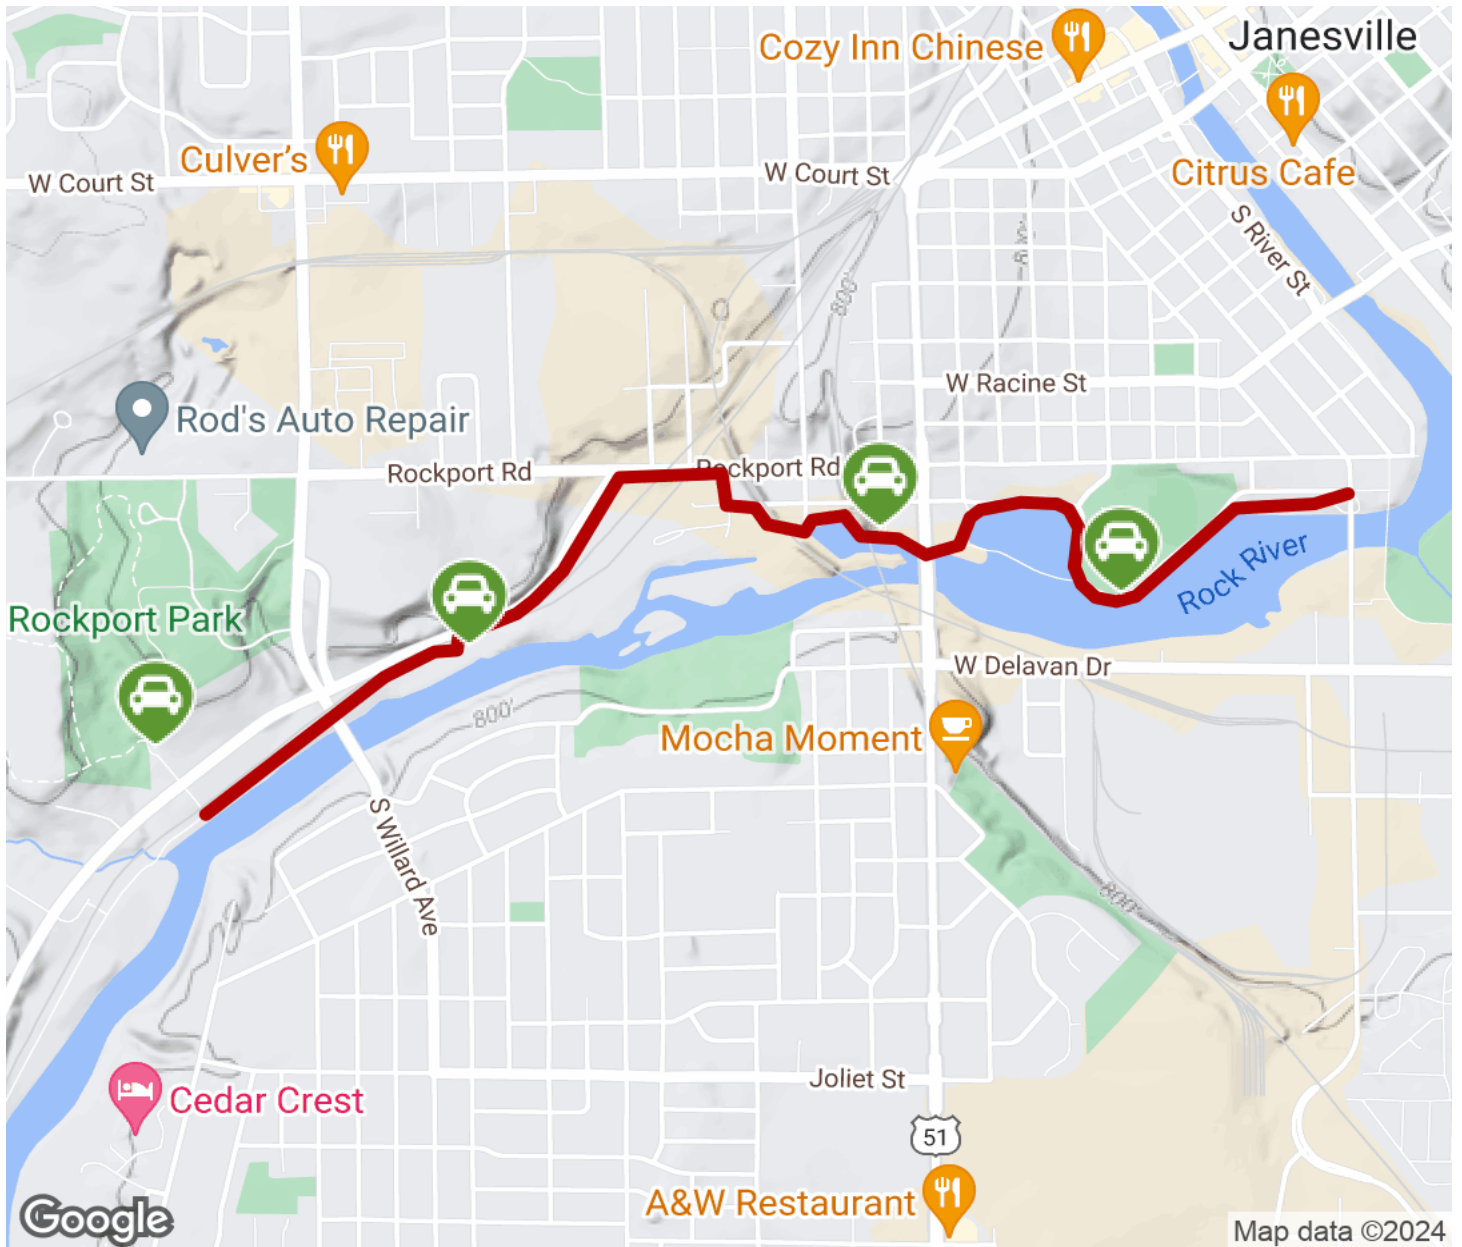 Janesville
Cozy Inn Chinese
Culver's
W Court St
W Court St
Citrus Cafe
S River St
800'
W Racine St
Rod's Auto Repair
Rockport Rd
Rockport Rd
Rock River
Rockport Park
W Delavan Dr
800'
Mocha Moment
S Willard Ave
800'
Joliet St
Cedar Crest
51
A&W Restaurant
Google
Map data ©2024